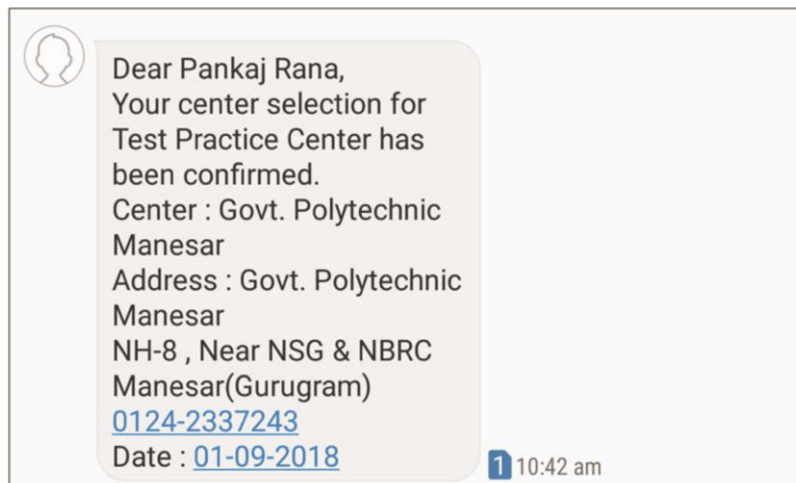 Dear Pankaj Rana,
Your center selection for
Test Practice Center has
been confirmed.
Center : Govt. Polytechnic
Manesar
Address : Govt. Polytechnic
Manesar
NH-8 , Near NSG & NBRC
Manesar(Gurugram)
0124-2337243
Date : 01-09-2018
1 10:42 am